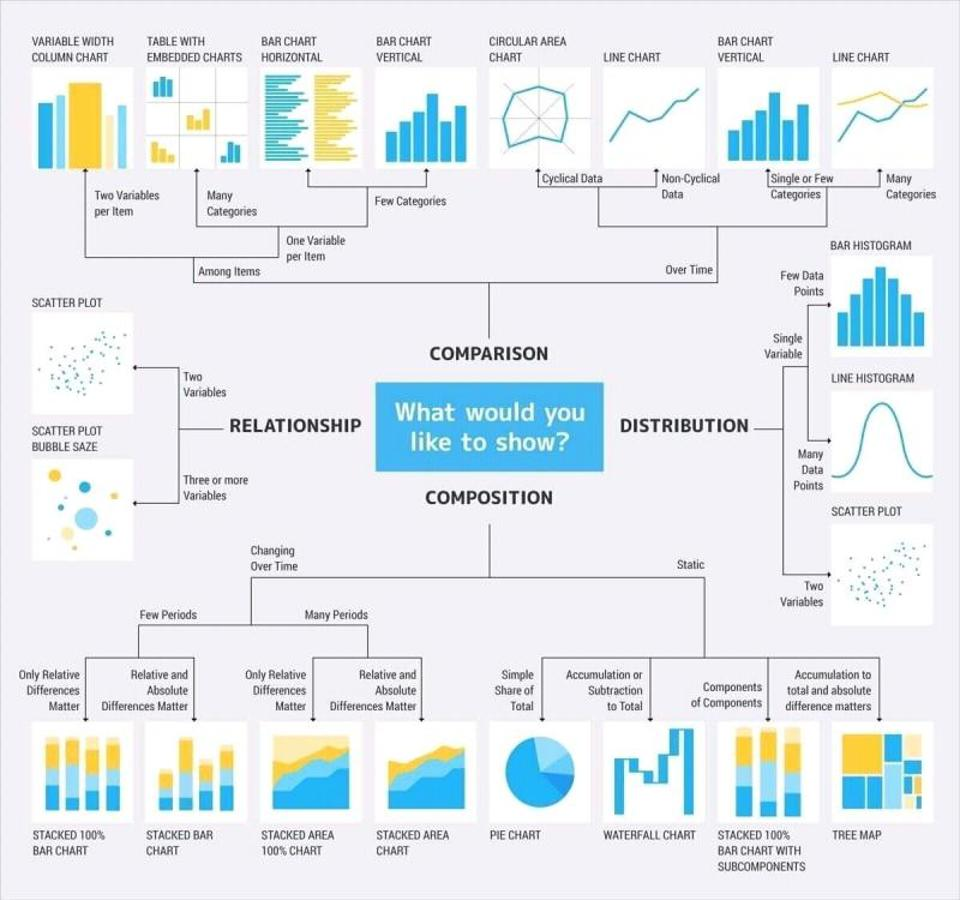 VARIABLE WIDTH
COLUMN CHART
TABLE WITH
EMBEDDED CHARTS
BAR CHART
HORIZONTAL
BAR CHART
VERTICAL
CIRCULAR AREA
CHART
LINE CHART
BAR CHART
VERTICAL
LINE CHART
Two Variables
per Item
Many
Categories
Few Categories
Cyclical Data
Non-Cyclical
Data
Single or Few
Categories
Many
Categories
One Variable
per Item
Among Items
Over Time
COMPARISON
What would you
like to show?
SCATTER PLOT
Two
Variables
RELATIONSHIP
SCATTER PLOT
BUBBLE SAZE
Three or more
Variables
DISTRIBUTION
BAR HISTOGRAM
Few Data
Points
Single
Variable
LINE HISTOGRAM
Many
Data
Points
SCATTER PLOT
Two
Variables
COMPOSITION
Changing
Over Time
Static
Few Periods
Many Periods
Only Relative
Differences
Matter
Relative and
Absolute
Differences Matter
Only Relative
Differences
Matter
Relative and
Absolute
Differences Matter
Simple
Share of
Total
Accumulation or
Subtraction
to Total
Components
of Components
Accumulation to
total and absolute
difference matters
STACKED 100%
BAR CHART
STACKED BAR
CHART
STACKED AREA
100% CHART
STACKED AREA
CHART
PIE CHART
WATERFALL CHART
STACKED 100%
BAR CHART WITH
SUBCOMPONENTS
TREE MAP